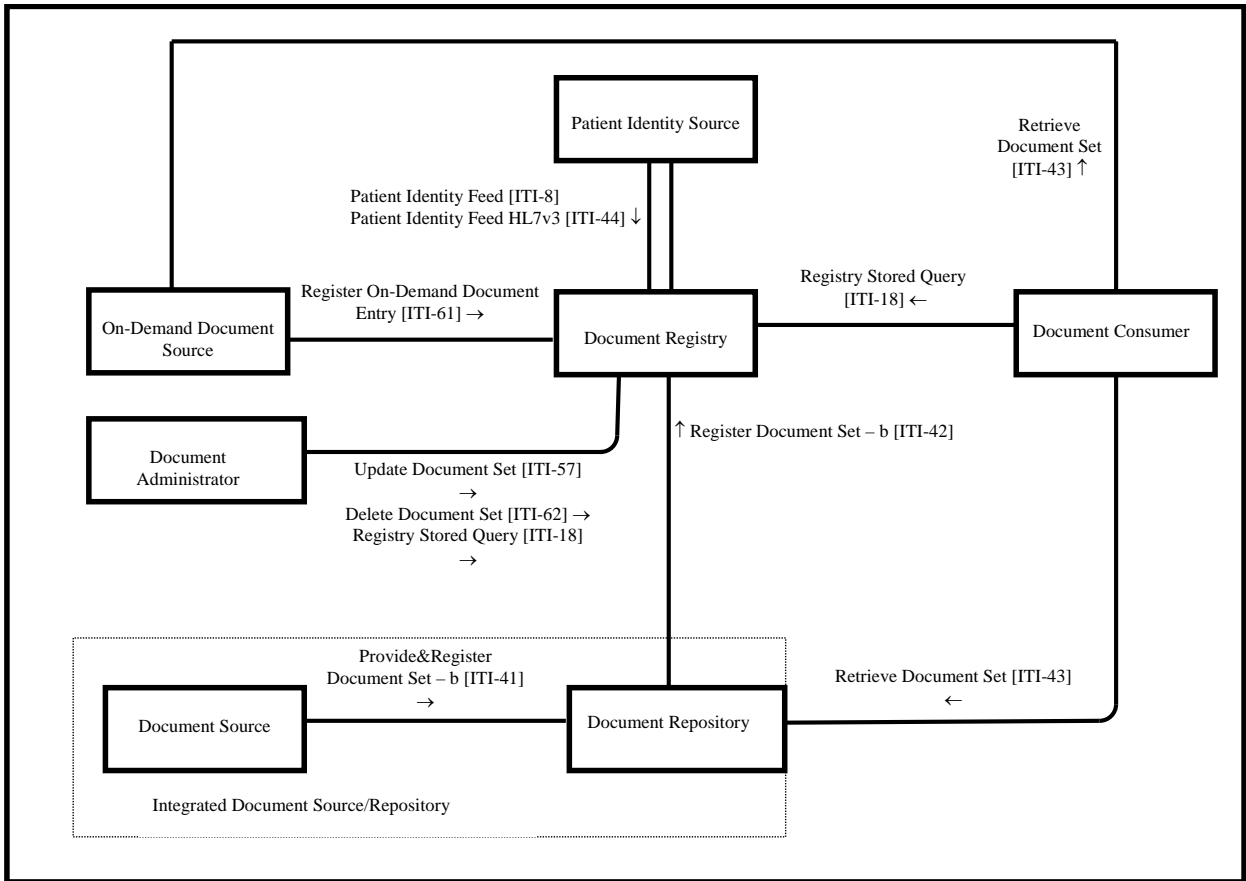 Patient Identity Source
Retrieve
Document Set
[ITI-43] ↑
Patient Identity Feed [ITI-8]
Patient Identity Feed HL7v3 [ITI-44] ↓
Register On-Demand Document
Entry [ITI-61] →
Registry Stored Query
[ITI-18] ←
On-Demand Document
Source
Document Registry
Document Consumer
Document
Administrator
↑ Register Document Set – b [ITI-42]
Update Document Set [ITI-57]
→
Delete Document Set [ITI-62] →
Registry Stored Query [ITI-18]
→
Provide&Register
Document Set – b [ITI-41]
→
Retrieve Document Set [ITI-43]
←
Document Source
Document Repository
Integrated Document Source/Repository